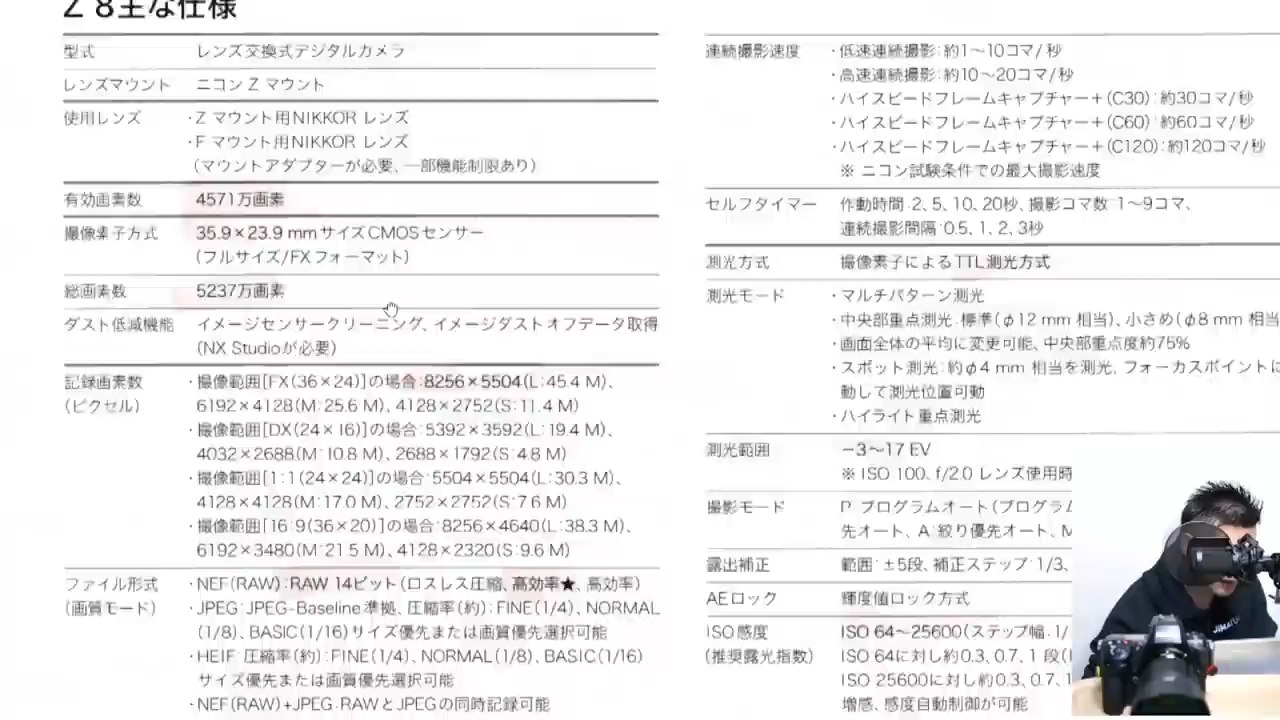 Z 8主な仕様
型式 レンズ交換式デジタルカメラ
レンズマウント ニコン Z マウント
使用レンズ ・Z マウント用NIKKOR レンズ
・F マウント用NIKKOR レンズ
(マウントアダプターが必要、一部機能制限あり)
有効画素数 4571万画素
撮像素子方式 35.9×23.9 mmサイズCMOSセンサー
(フルサイズ/FXフォーマット)
総画素数 5237万画素
ダスト低減機能 イメージセンサークリーニング、イメージダストオフデータ取得
(NX Studioが必要)
記録画素数 ・撮像範囲[FX(36×24)]の場合:8256×5504(L:45.4 M)、
(ピクセル) 6192×4128(M:25.6 M)、4128×2752(S:11.4 M)
・撮像範囲[DX(24×16)]の場合:5392×3592(L:19.4 M)、
4032×2688(M:10.8 M)、2688×1792(S:4.8 M)
・撮像範囲[1:1(24×24)]の場合:5504×5504(L:30.3 M)、
4128×4128(M:17.0 M)、2752×2752(S:7.6 M)
・撮像範囲[16:9(36×20)]の場合:8256×4640(L:38.3 M)、
6192×3480(M:21.5 M)、4128×2320(S:9.6 M)
ファイル形式 ・NEF(RAW):RAW 14ビット(ロスレス圧縮、高効率★、高効率)
(画質モード) ・JPEG:JPEG-Baseline準拠、圧縮率(約):FINE(1/4)、NORMAL
(1/8)、BASIC(1/16)サイズ優先または画質優先選択可能
・HEIF:圧縮率(約):FINE(1/4)、NORMAL(1/8)、BASIC(1/16)
サイズ優先または画質優先選択可能
・NEF(RAW)+JPEG:RAWとJPEGの同時記録可能
連続撮影速度 ・低速連続撮影:約1~10コマ/秒
・高速連続撮影:約10~20コマ/秒
・ハイスピードフレームキャプチャー+(C30):約30コマ/秒
・ハイスピードフレームキャプチャー+(C60):約60コマ/秒
・ハイスピードフレームキャプチャー+(C120):約120コマ/秒
※ ニコン試験条件での最大撮影速度
セルフタイマー 作動時間:2、5、10、20秒、撮影コマ数:1~9コマ、
連続撮影間隔:0.5、1、2、3秒
測光方式 撮像素子によるTTL測光方式
測光モード ・マルチパターン測光
・中央部重点測光:標準(φ12 mm 相当)、小さめ(φ8 mm 相当
・画面全体の平均に変更可能、中央部重点度約75%
・スポット測光:約φ4 mm 相当を測光、フォーカスポイントに
動して測光位置可動
・ハイライト重点測光
測光範囲 −3~17 EV
※ ISO 100、f/2.0 レンズ使用時
撮影モード P:プログラムオート(プログラム
先オート、A:絞り優先オート、M
露出補正 範囲:±5段、補正ステップ:1/3、
AEロック 輝度値ロック方式
ISO感度 ISO 64~25600(ステップ幅:1/
(推奨露光指数) ISO 64に対し約0.3、0.7、1 段(
ISO 25600に対し約0.3、0.7、1
増感、感度自動制御が可能